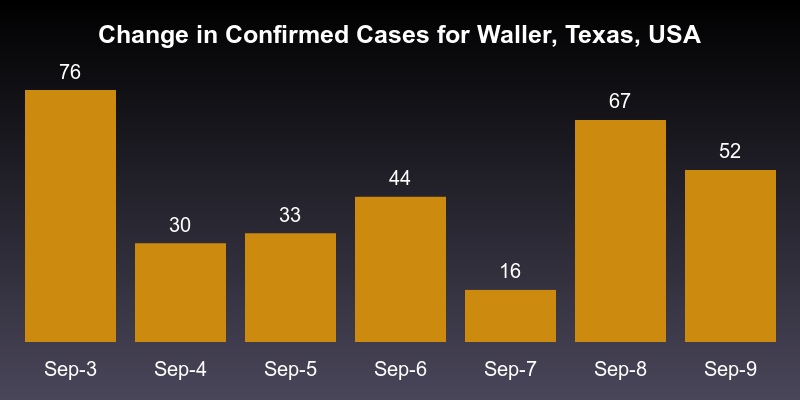 Change in Confirmed Cases for Waller, Texas, USA
76
30
33
44
16
67
52
Sep-3
Sep-4
Sep-5
Sep-6
Sep-7
Sep-8
Sep-9